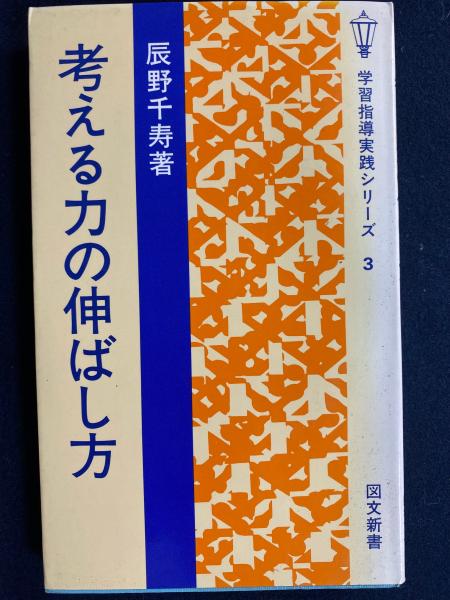 学習指導実践シリーズ 3
辰野千寿著
考える力の伸ばし方
図文新書